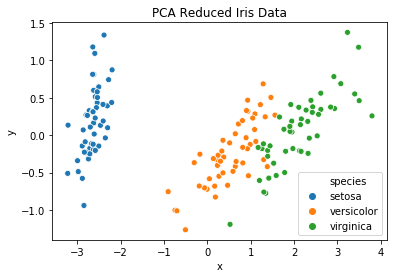 PCA Reduced Iris Data
y
1.5
1.0
0.5
0.0
−0.5
−1.0
species
setosa
versicolor
virginica
−3 −2 −1 0 1 2 3 4
x